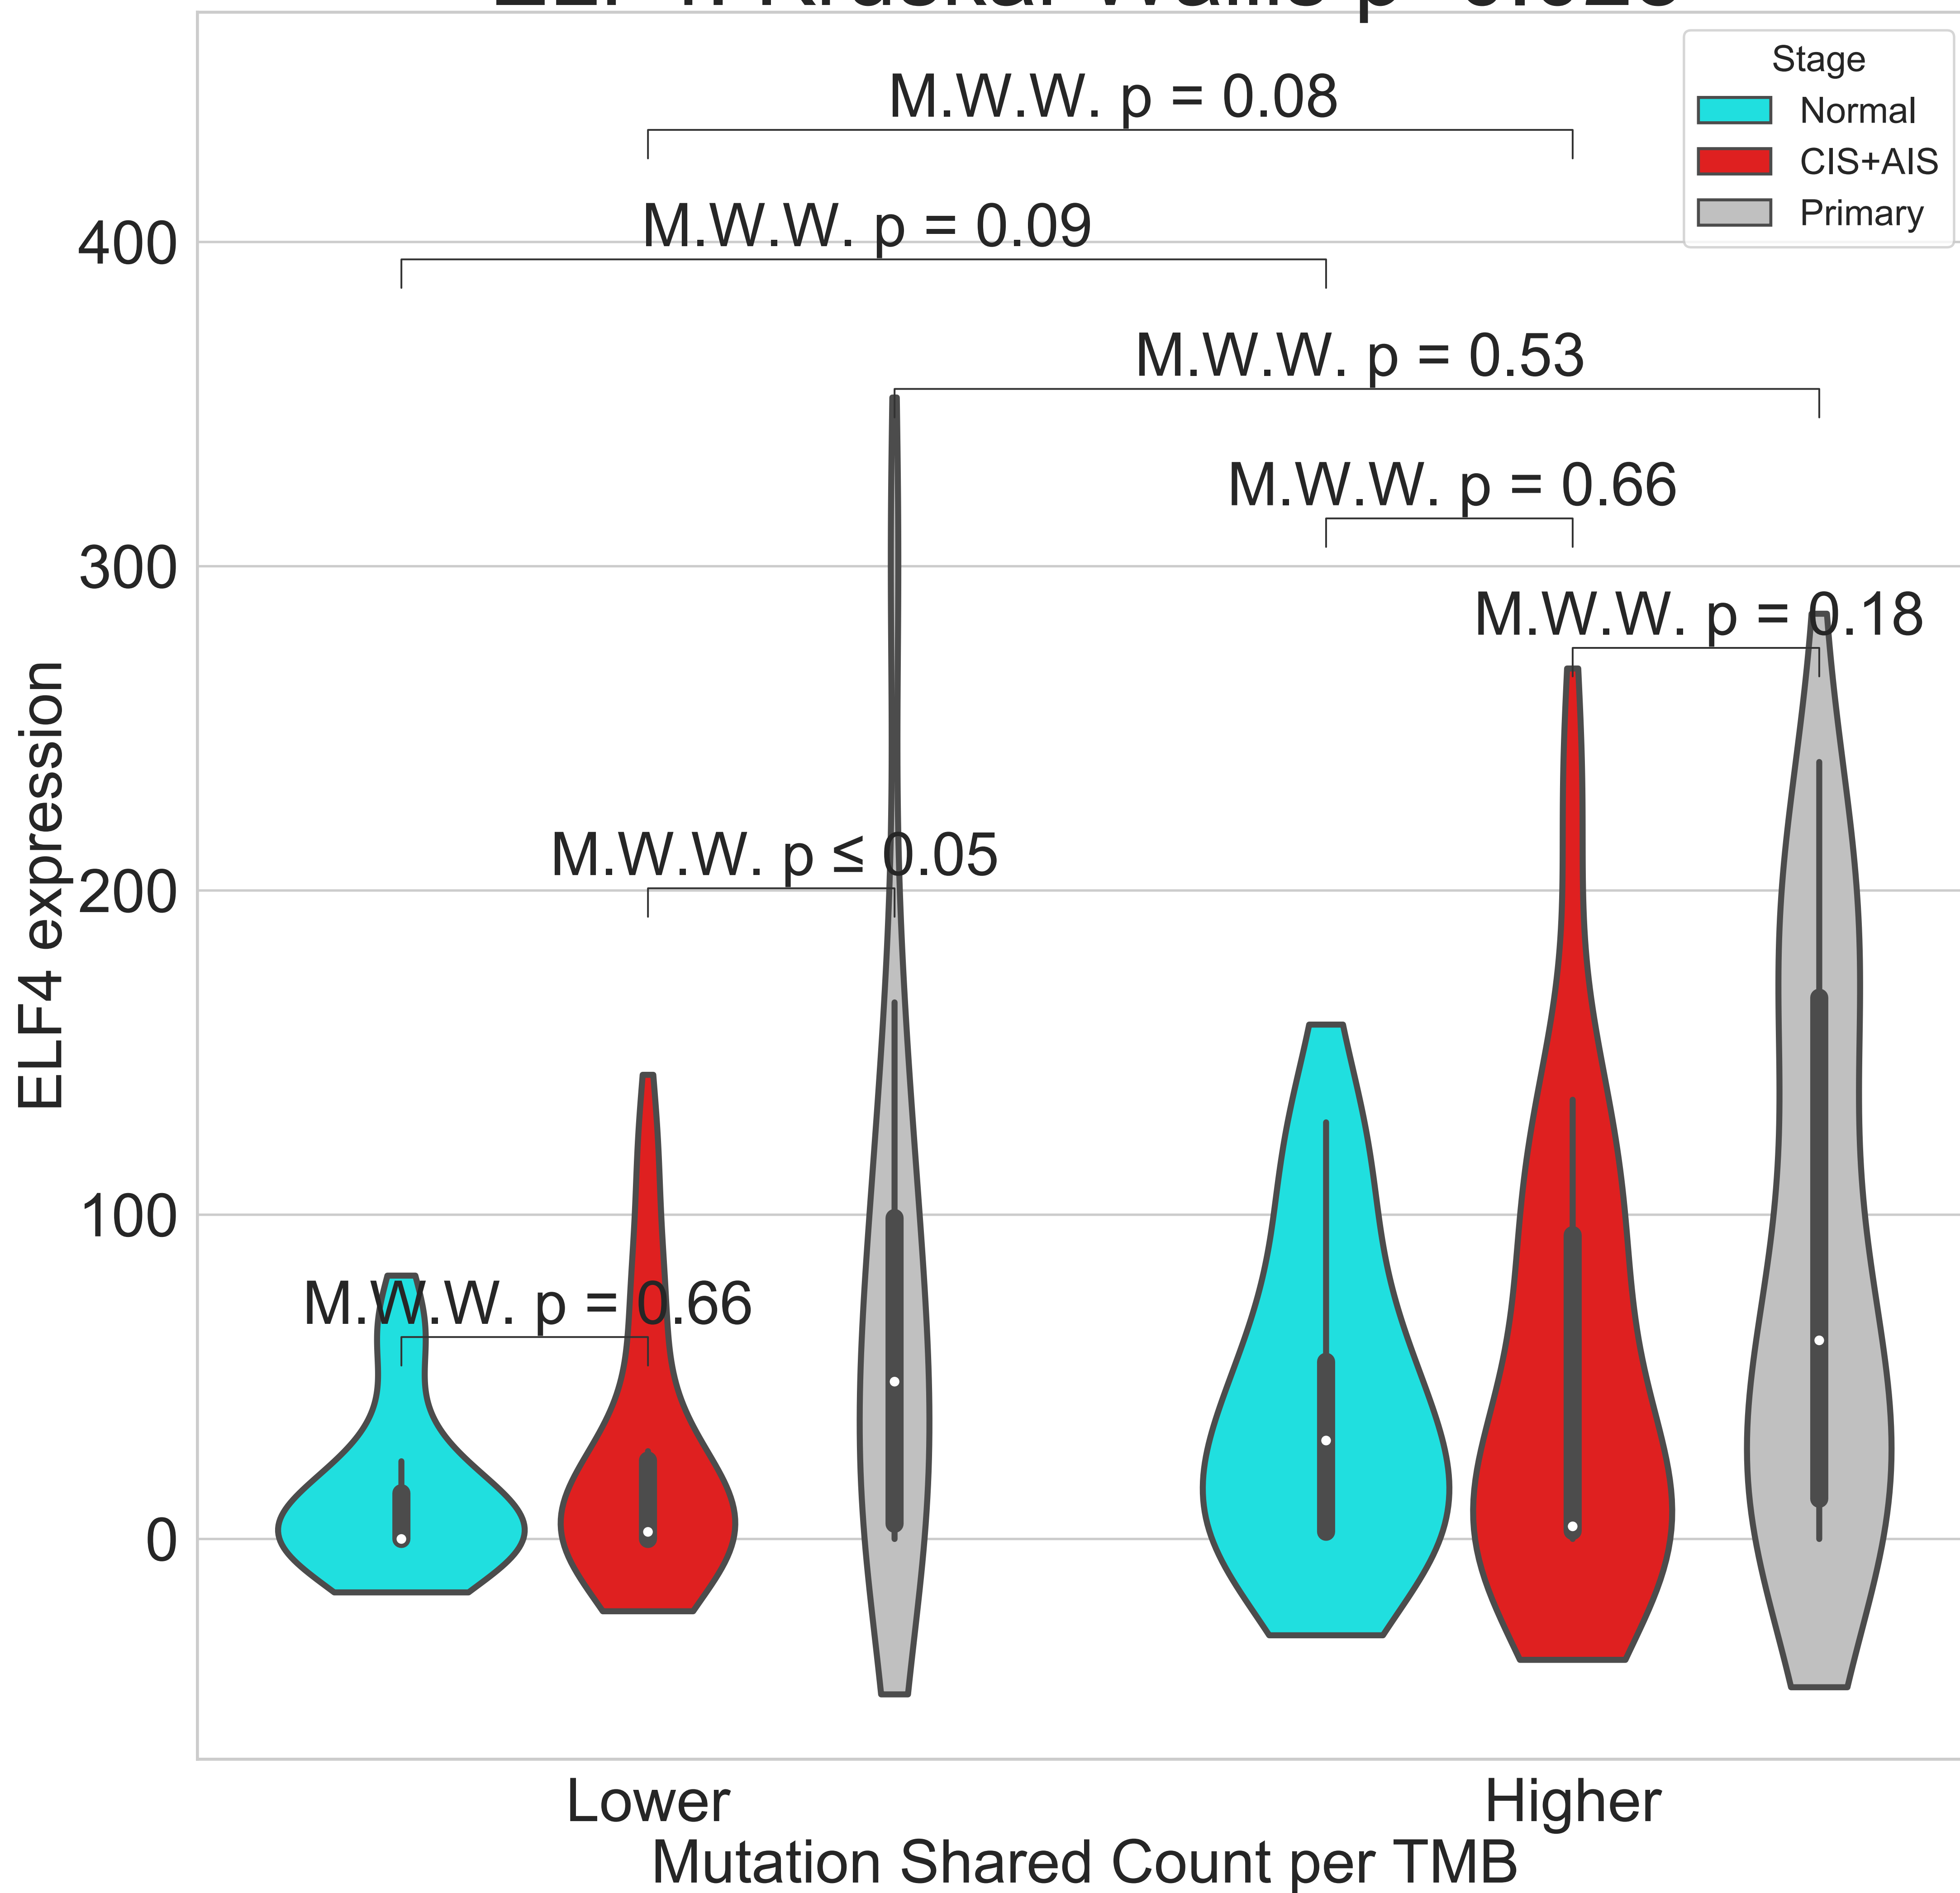 Stage
Normal
CIS+AIS
Primary
M.W.W. p = 0.08
M.W.W. p = 0.09
M.W.W. p = 0.53
M.W.W. p = 0.66
M.W.W. p = 0.18
M.W.W. p ≤ 0.05
M.W.W. p = 0.66
400
300
200
100
0
ELF4 expression
Lower
Higher
Mutation Shared Count per TMB